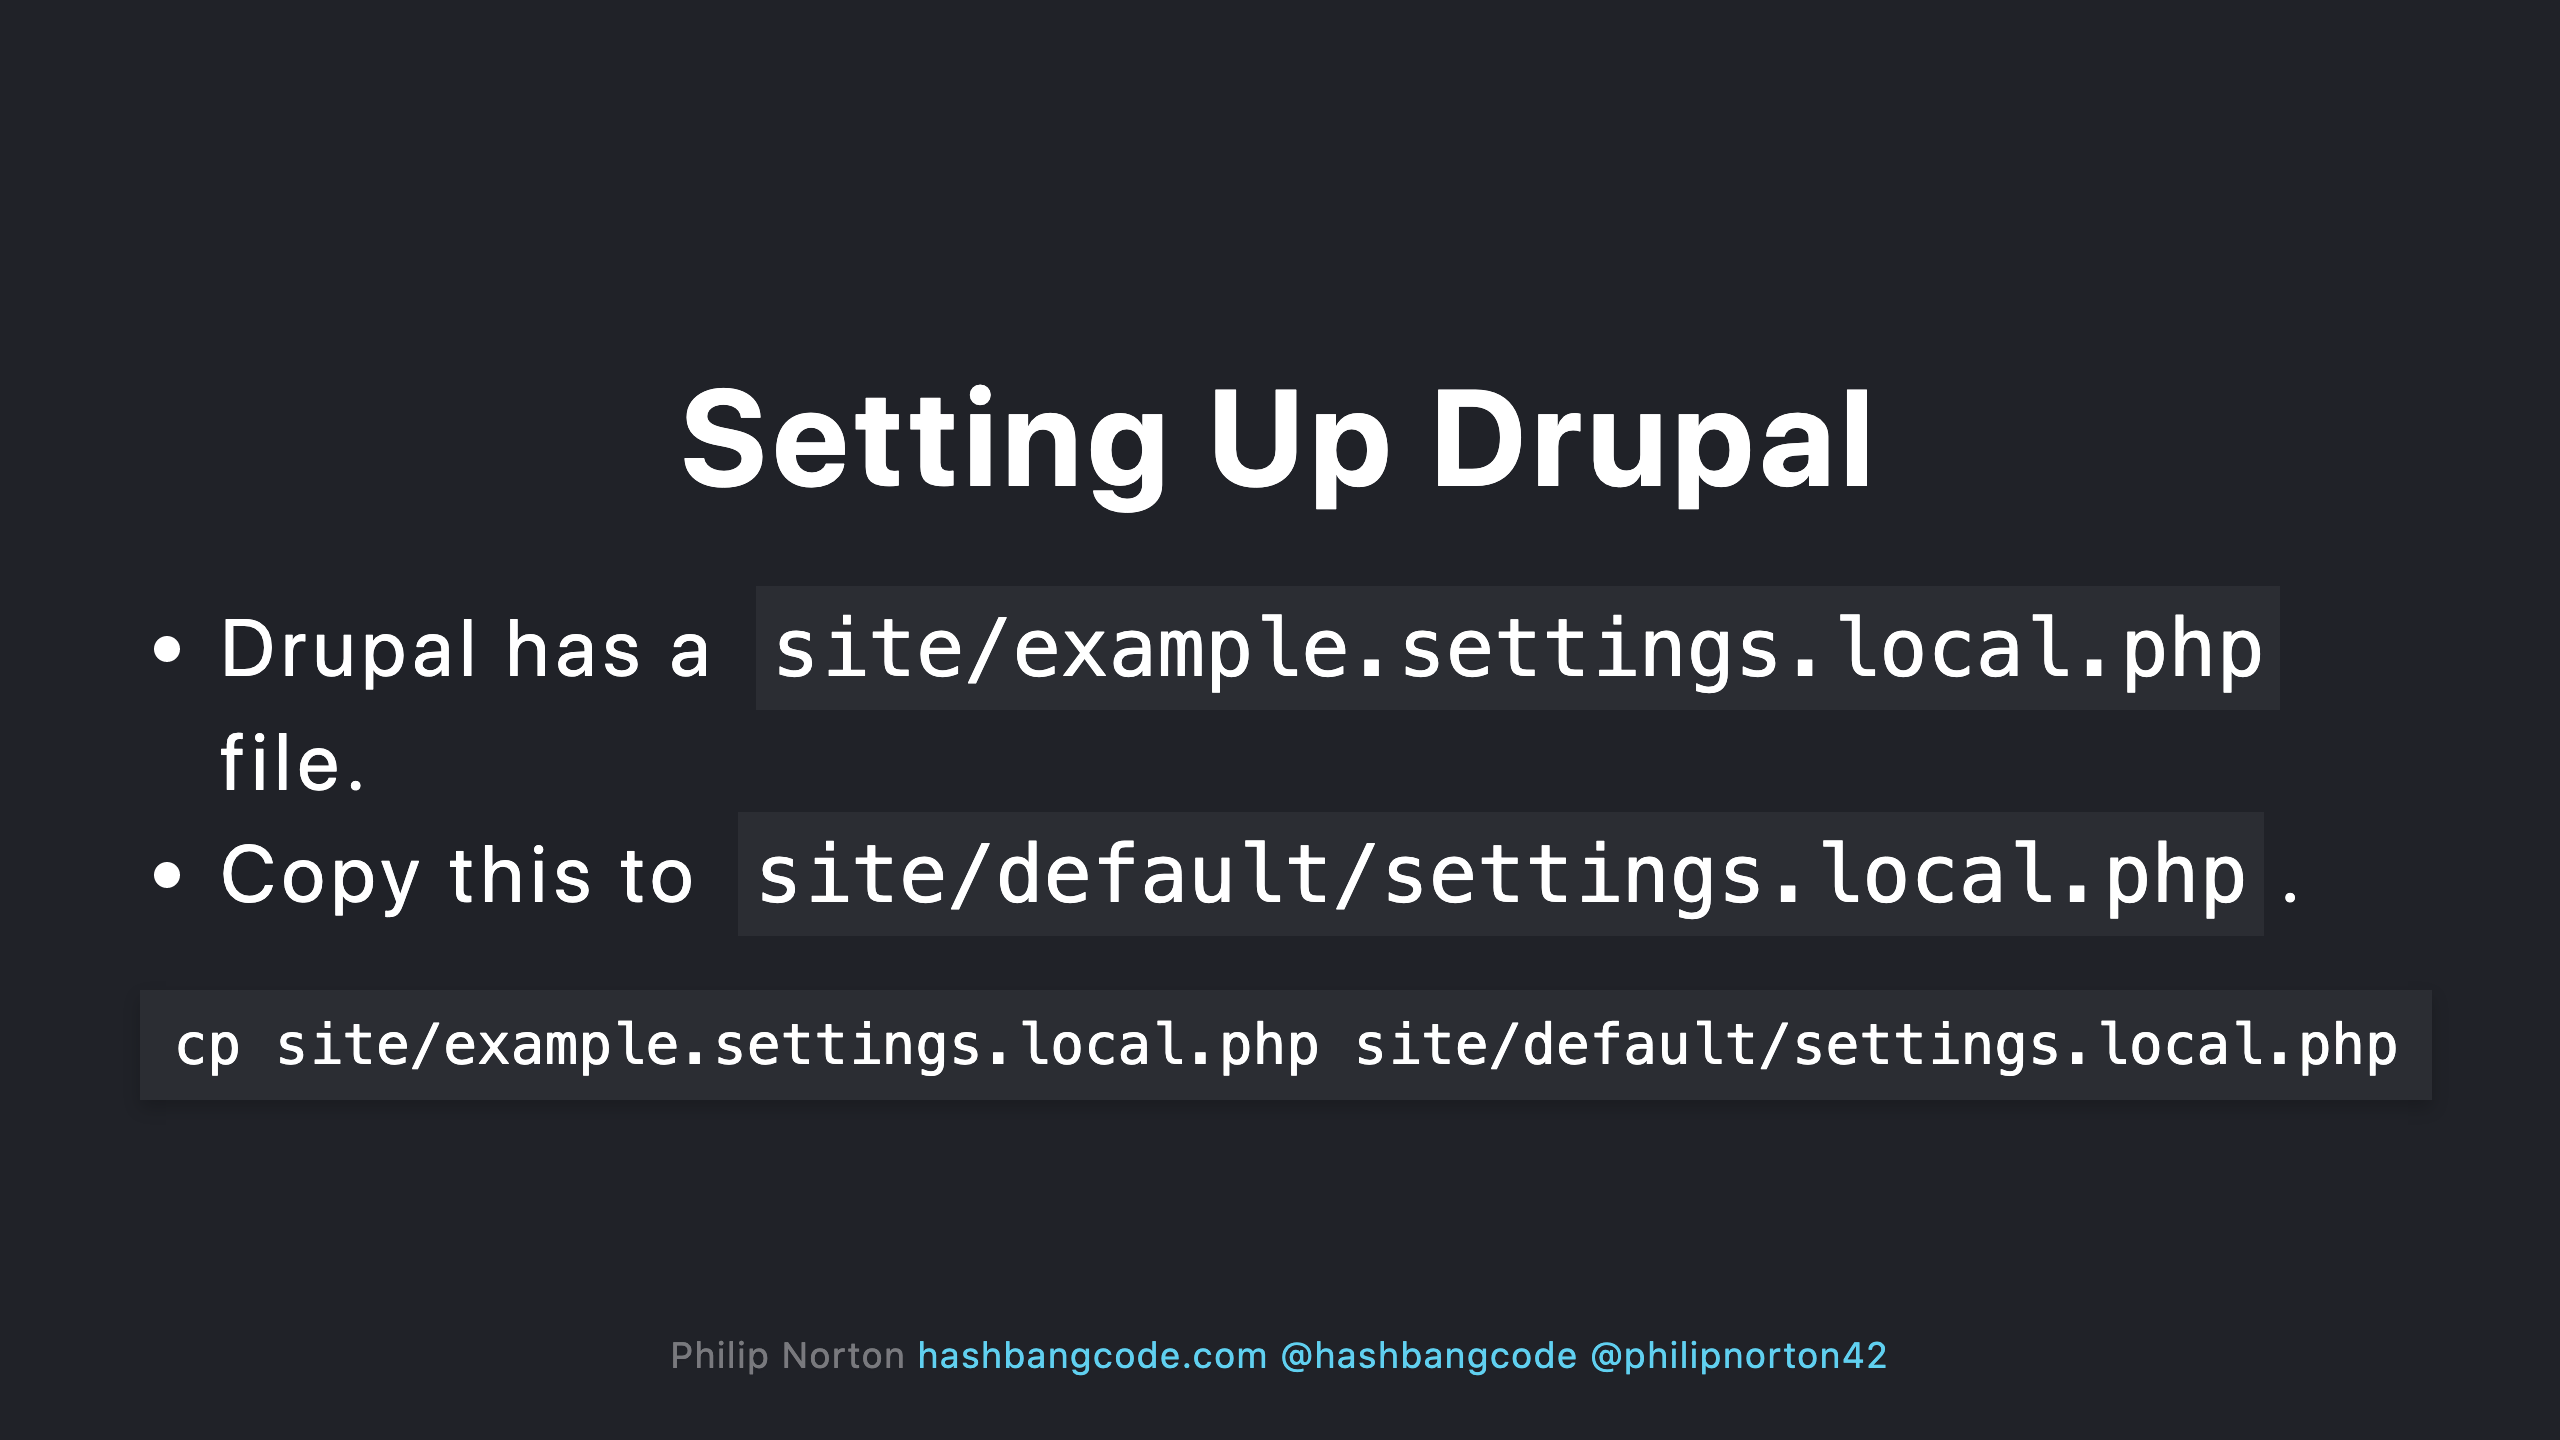 Setting Up Drupal
• Drupal has a site/example.settings.local.php
file.
• Copy this to site/default/settings.local.php .
cp site/example.settings.local.php site/default/settings.local.php
Philip Norton hashbangcode.com @hashbangcode @philipnorton42